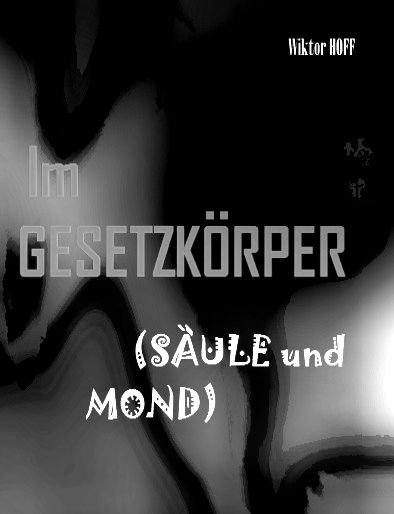 Wiktor HOFF
Im
GESETZKÖRPER
(SÄULE und
MOND)